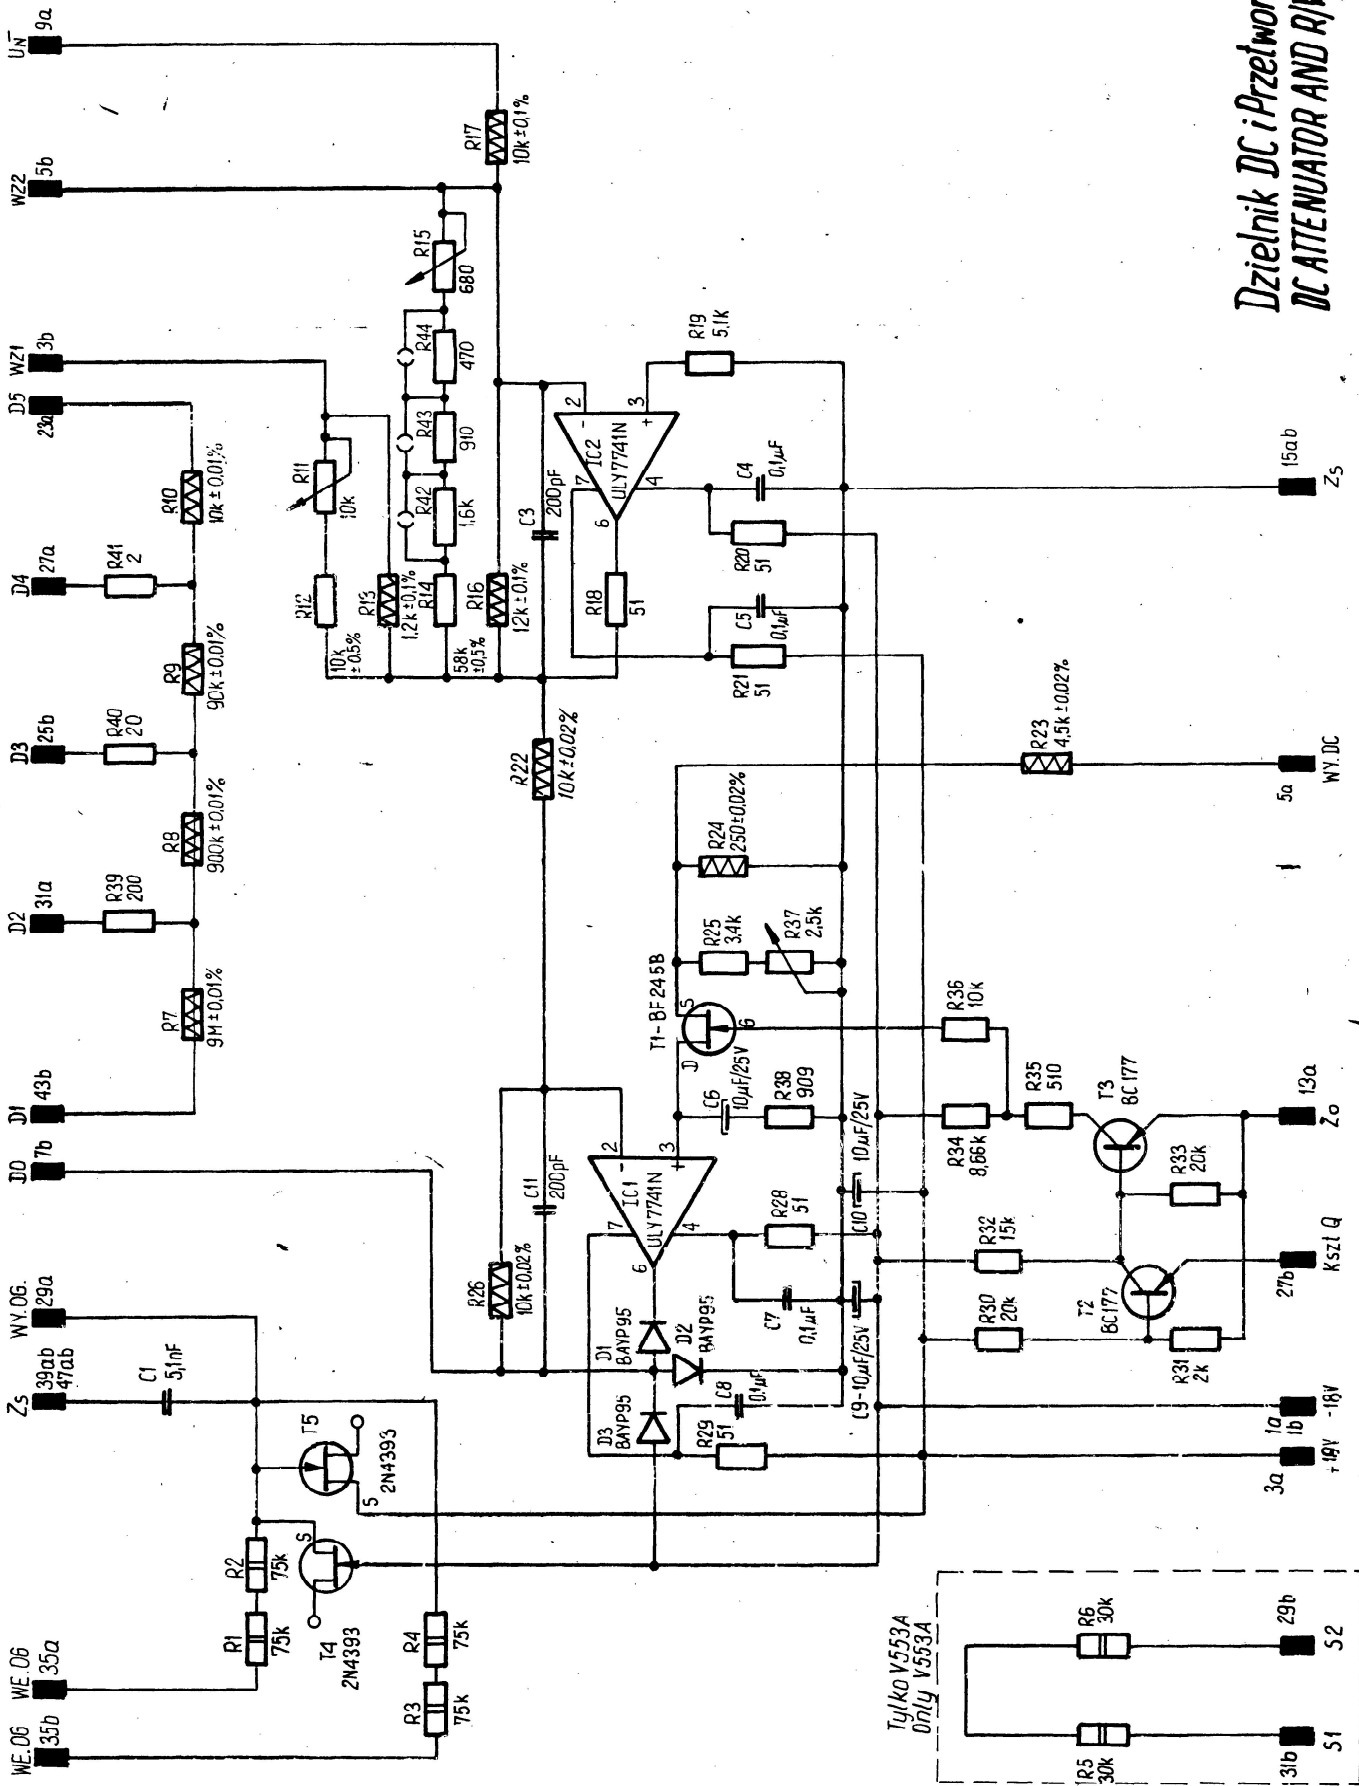 WE.OG
35b
WE.OG
35a
Zs
39ab
47ab
WY.OG.
29a
D0
7b
D1
43b
D2
31a
D3
25b
D4
27a
D5
23a
WZ1
3b
WZ2
5b
UN
9a
R3
75k
R4
75k
R1
75k
R2
75k
T4
2N4393
S
T5
2N4393
S
C1
5,1nF
R7
9M±0,01%
R39
200
R8
900k±0,01%
R40
20
R9
90k±0,01%
R41
2
R10
10k±0,01%
R11
10k
R12
10k
±0,5%
R13
1,2k±0,1%
R14
58k
±0,5%
R42
1,6k
R43
910
R44
470
R15
680
R16
12k±0,1%
R17
10k±0,1%
C3
200pF
R22
10k±0,02%
R26
10k±0,02%
C11
200pF
IC1
ULY7741N
2
3
4
6
7
-
+
IC2
ULY7741N
2
3
4
6
7
-
+
R18
51
R19
5,1k
R20
51
C4
0,1µF
R21
51
C5
0,1µF
D1
BAYP95
D2
BAYP95
D3
BAYP95
R29
51
C8
0,1µF
C7
0,1µF
R28
51
C9-10µF/25V
C10
10µF/25V
C6
10µF/25V
R38
909
T1-BF245B
D
S
G
R25
3,4k
R37
2,5k
R24
250±0,02%
R23
4,5k±0,02%
R36
10k
R34
8,66k
R35
510
T3
BC177
R33
20k
R32
15k
R30
20k
T2
BC177
R31
2k
3a
+18V
1a
1b
-18V
27b
kszt Q
13a
Zo
5a
WY.DC
15ab
Zs
Tylko V553A
Only V553A
R5
30k
R6
30k
31b
S1
29b
S2
Dzielnik DC i Przetwor
DC ATTENUATOR AND R/